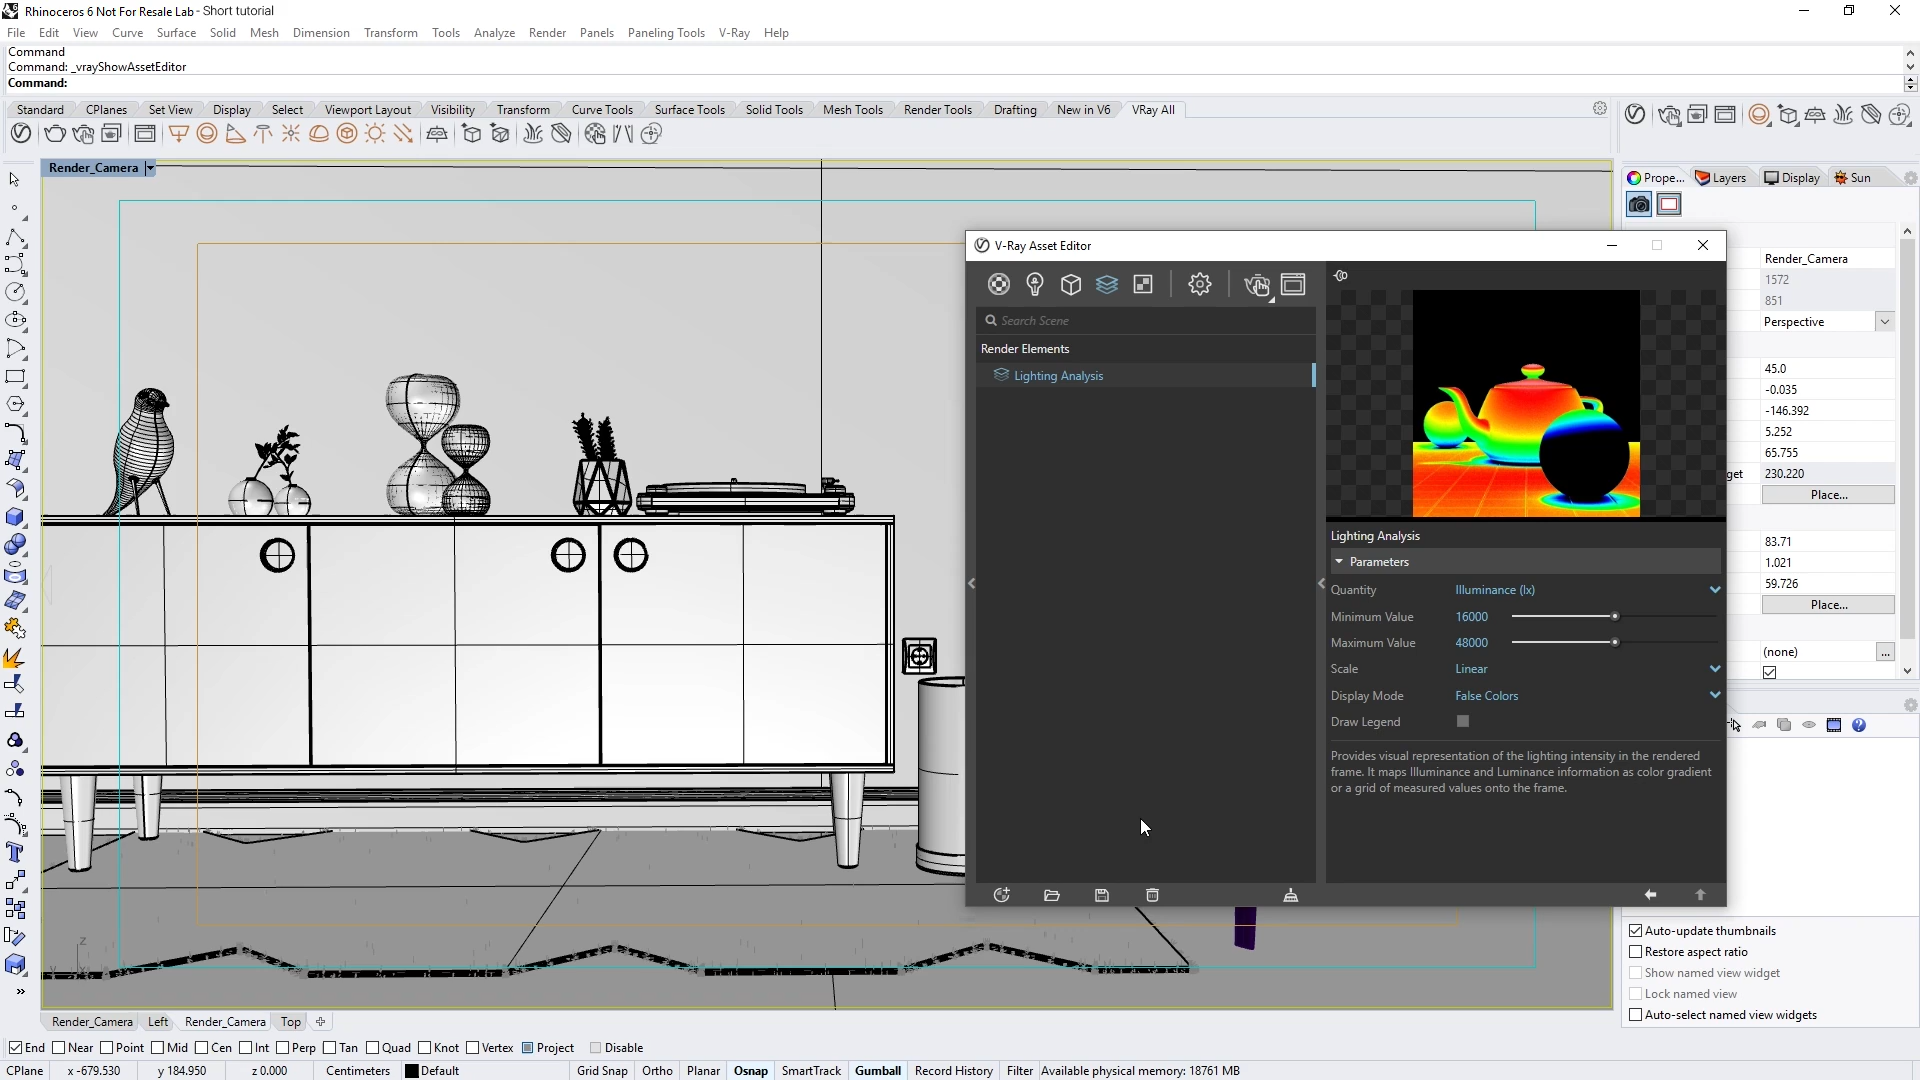 Rhinoceros 6 Not For Resale Lab - Short tutorial
File Edit View Curve Surface Solid Mesh Dimension Transform Tools Analyze Render Panels Paneling Tools V-Ray Help
Command
Command: _vrayShowAssetEditor
Command:
Standard CPlanes Set View Display Select Viewport Layout Visibility Transform Curve Tools Surface Tools Solid Tools Mesh Tools Render Tools Drafting New in V6 VRay All
Render_Camera
Prope... Layers Display Sun
V-Ray Asset Editor
Search Scene
Render Elements
Lighting Analysis
Lighting Analysis
Parameters
Quantity Illuminance (lx)
Minimum Value 16000
Maximum Value 48000
Scale Linear
Display Mode False Colors
Draw Legend
Provides visual representation of the lighting intensity in the rendered
frame. It maps Illuminance and Luminance information as color gradient
or a grid of measured values onto the frame.
Render_Camera
1572
851
Perspective
45.0
-0.035
-146.392
5.252
65.755
get 230.220
Place...
83.71
1.021
59.726
Place...
(none) ...
Auto-update thumbnails
Restore aspect ratio
Show named view widget
Lock named view
Auto-select named view widgets
z
Render_Camera Left Render_Camera Top
End Near Point Mid Cen Int Perp Tan Quad Knot Vertex Project Disable
CPlane x -679.530 y 184.950 z 0.000 Centimeters Default Grid Snap Ortho Planar Osnap SmartTrack Gumball Record History Filter Available physical memory: 18761 MB